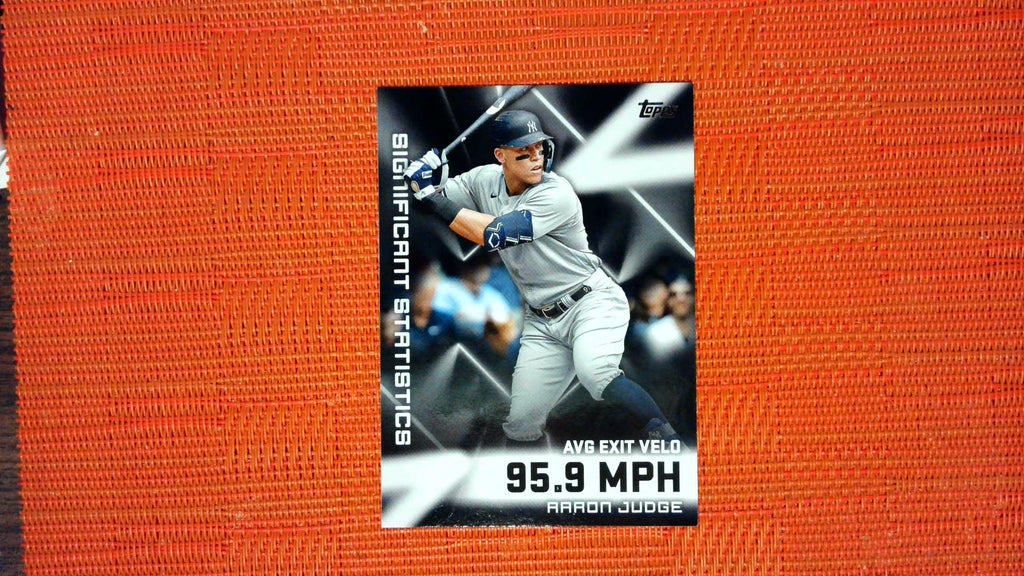 Topps
SIGNIFICANT STATISTICS
NY
AVG EXIT VELO
95.9 MPH
AARON JUDGE